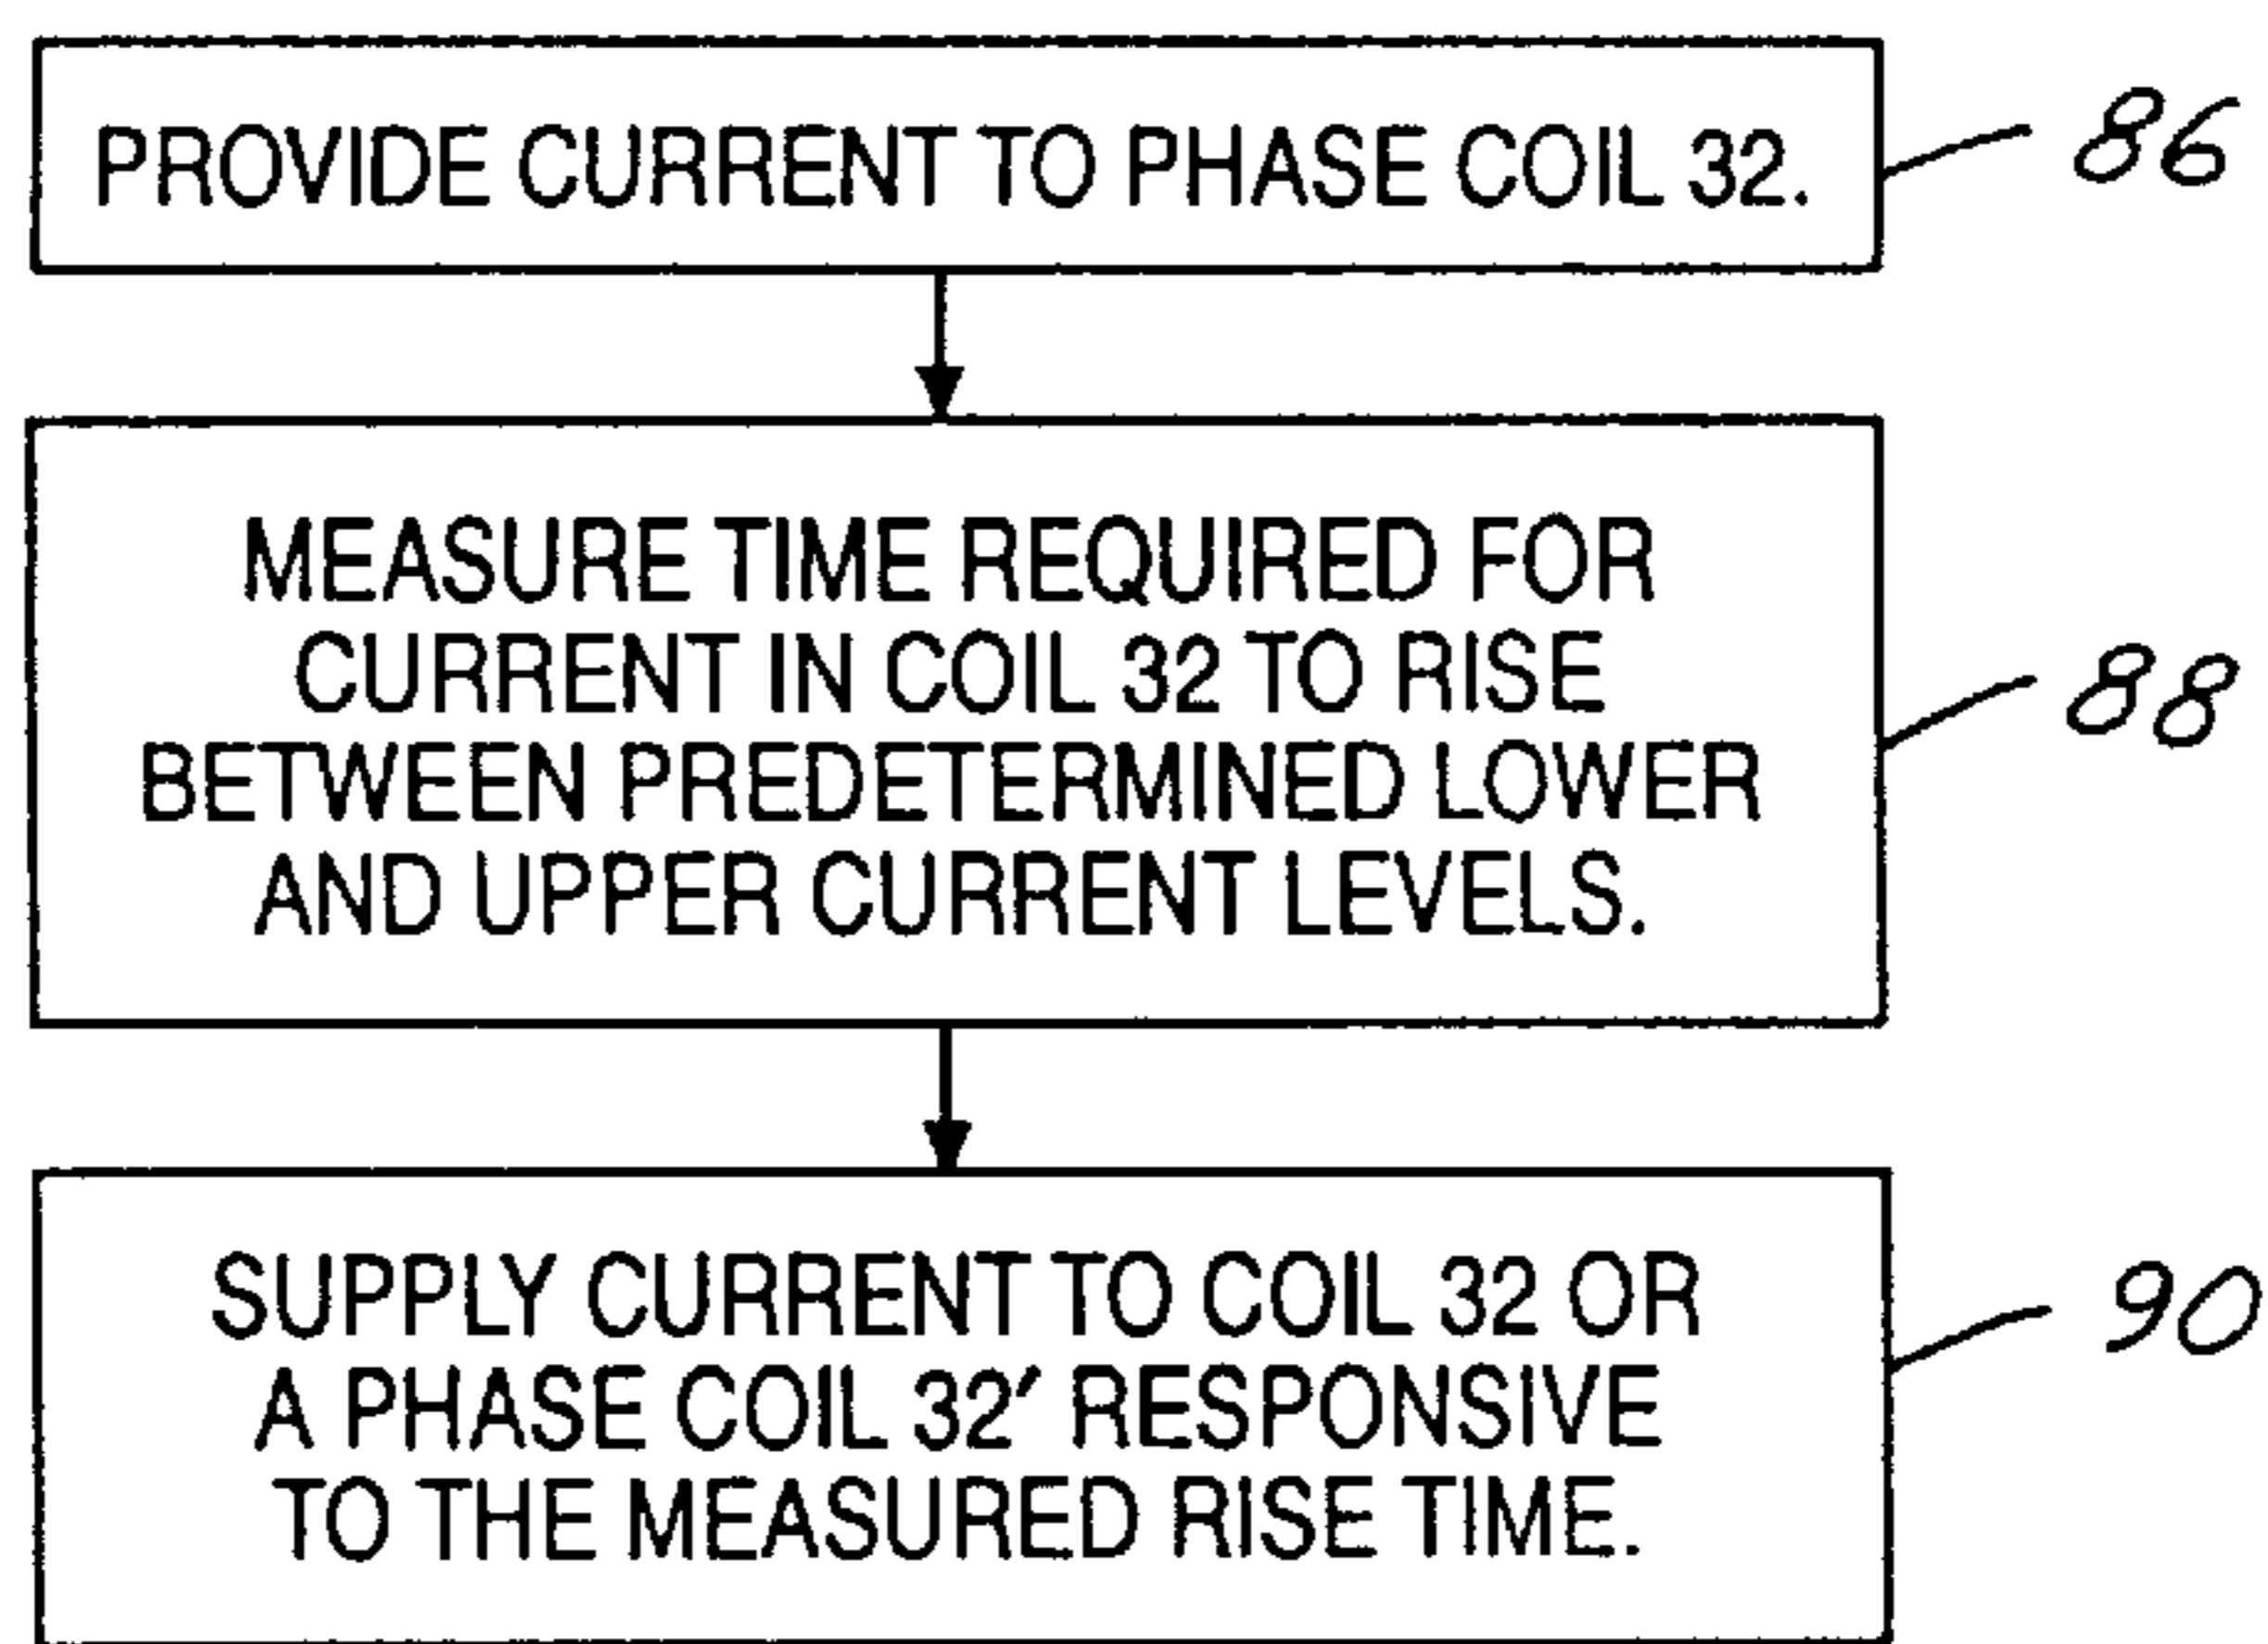 PROVIDE CURRENT TO PHASE COIL 32.
86
MEASURE TIME REQUIRED FOR
CURRENT IN COIL 32 TO RISE
BETWEEN PREDETERMINED LOWER
AND UPPER CURRENT LEVELS.
88
SUPPLY CURRENT TO COIL 32 OR
A PHASE COIL 32′ RESPONSIVE
TO THE MEASURED RISE TIME.
90